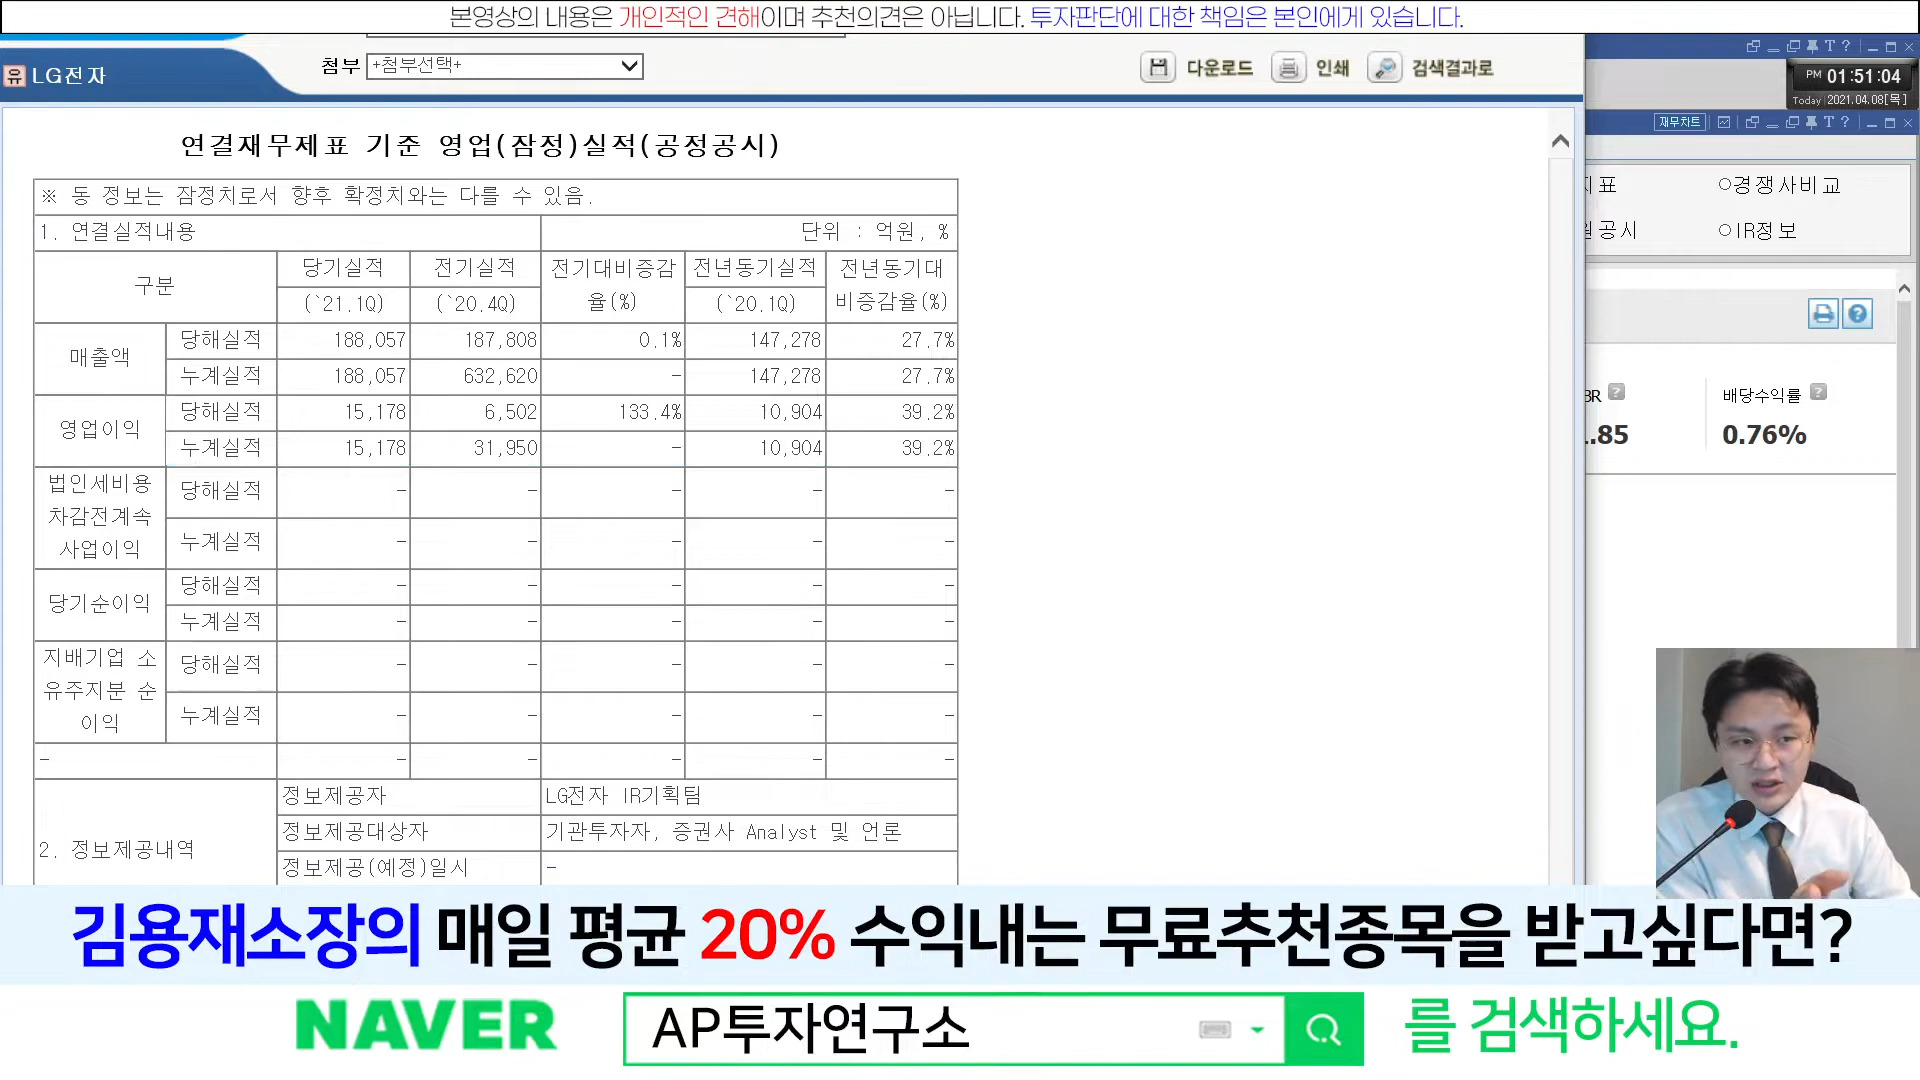 본영상의 내용은 개인적인 견해이며 추천의견은 아닙니다. 투자판단에 대한 책임은 본인에게 있습니다.
유 LG전자
첨부 +첨부선택+
다운로드 인쇄 검색결과로
PM 01:51:04
Today 2021.04.08[목]
재무차트
연결재무제표 기준 영업(잠정)실적(공정공시)
※ 동 정보는 잠정치로서 향후 확정치와는 다를 수 있음.
1. 연결실적내용 단위 : 억원, %
구분 당기실적 전기실적 전기대비증감율(%) 전년동기실적 전년동기대비증감율(%)
(`21.1Q) (`20.4Q) (`20.1Q)
매출액 당해실적 188,057 187,808 0.1% 147,278 27.7%
누계실적 188,057 632,620 - 147,278 27.7%
영업이익 당해실적 15,178 6,502 133.4% 10,904 39.2%
누계실적 15,178 31,950 - 10,904 39.2%
법인세비용차감전계속사업이익 당해실적 - - - - -
누계실적 - - - - -
당기순이익 당해실적 - - - - -
누계실적 - - - - -
지배기업 소유주지분 순이익 당해실적 - - - - -
누계실적 - - - - -
- - - - - -
2. 정보제공내역 정보제공자 LG전자 IR기획팀
정보제공대상자 기관투자자, 증권사 Analyst 및 언론
정보제공(예정)일시 -
표 ○경쟁사비교
공시 ○IR정보
BR ? 배당수익률 ?
.85 0.76%
김용재소장의 매일 평균 20% 수익내는 무료추천종목을 받고싶다면?
NAVER AP투자연구소 를 검색하세요.